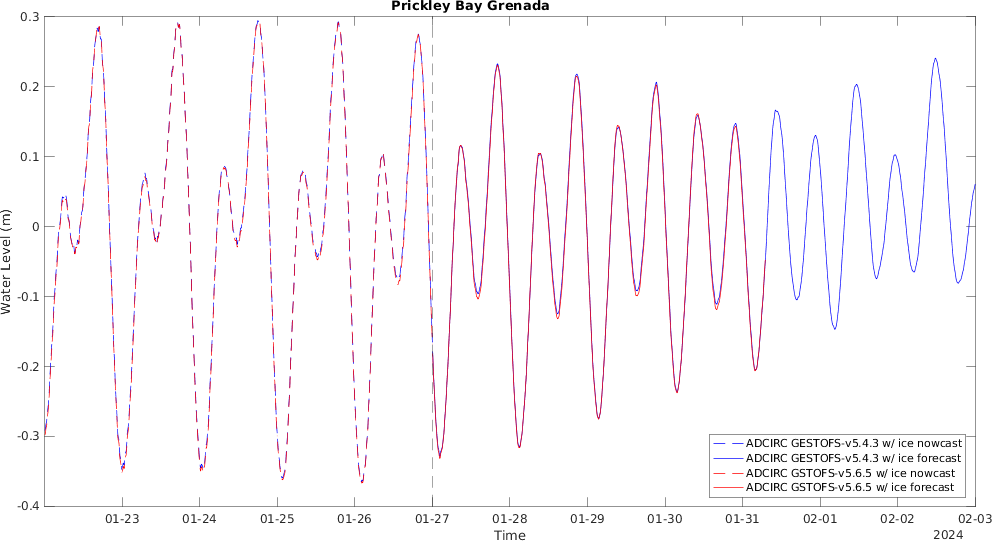 Prickley Bay Grenada
0.3
0.2
0.1
0
-0.1
-0.2
-0.3
-0.4
Water Level (m)
ADCIRC GESTOFS-v5.4.3 w/ ice nowcast
ADCIRC GESTOFS-v5.4.3 w/ ice forecast
ADCIRC GSTOFS-v5.6.5 w/ ice nowcast
ADCIRC GSTOFS-v5.6.5 w/ ice forecast
01-23 01-24 01-25 01-26 01-27 01-28 01-29 01-30 01-31 02-01 02-02 02-03
Time
2024